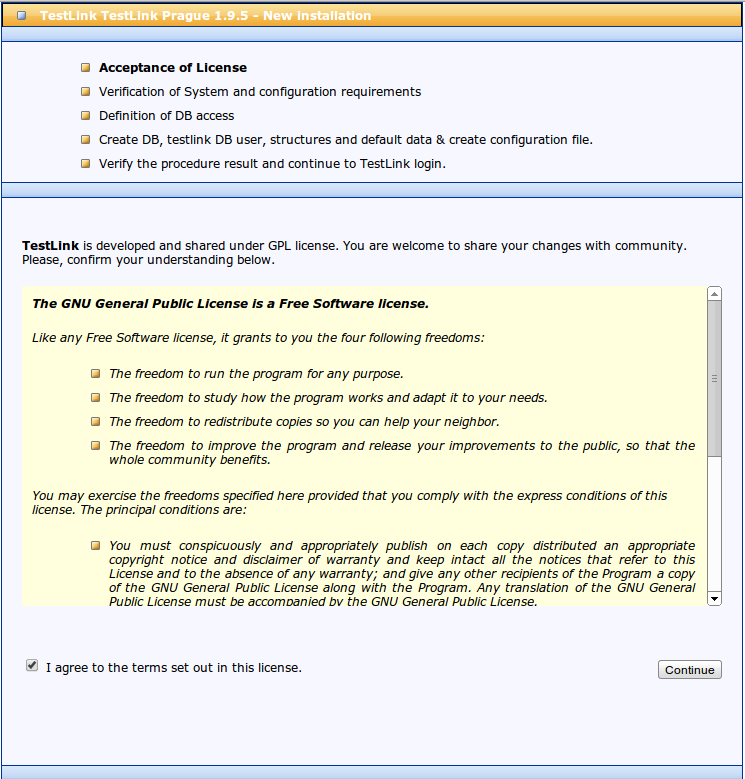 TestLink TestLink Prague 1.9.5 - New installation
Acceptance of License
Verification of System and configuration requirements
Definition of DB access
Create DB, testlink DB user, structures and default data & create configuration file.
Verify the procedure result and continue to TestLink login.
TestLink is developed and shared under GPL license. You are welcome to share your changes with community.
Please, confirm your understanding below.
The GNU General Public License is a Free Software license.
Like any Free Software license, it grants to you the four following freedoms:
The freedom to run the program for any purpose.
The freedom to study how the program works and adapt it to your needs.
The freedom to redistribute copies so you can help your neighbor.
The freedom to improve the program and release your improvements to the public, so that the
whole community benefits.
You may exercise the freedoms specified here provided that you comply with the express conditions of this
license. The principal conditions are:
You must conspicuously and appropriately publish on each copy distributed an appropriate
copyright notice and disclaimer of warranty and keep intact all the notices that refer to this
License and to the absence of any warranty; and give any other recipients of the Program a copy
of the GNU General Public License along with the Program. Any translation of the GNU General
Public License must be accompanied by the GNU General Public License.
I agree to the terms set out in this license.
Continue